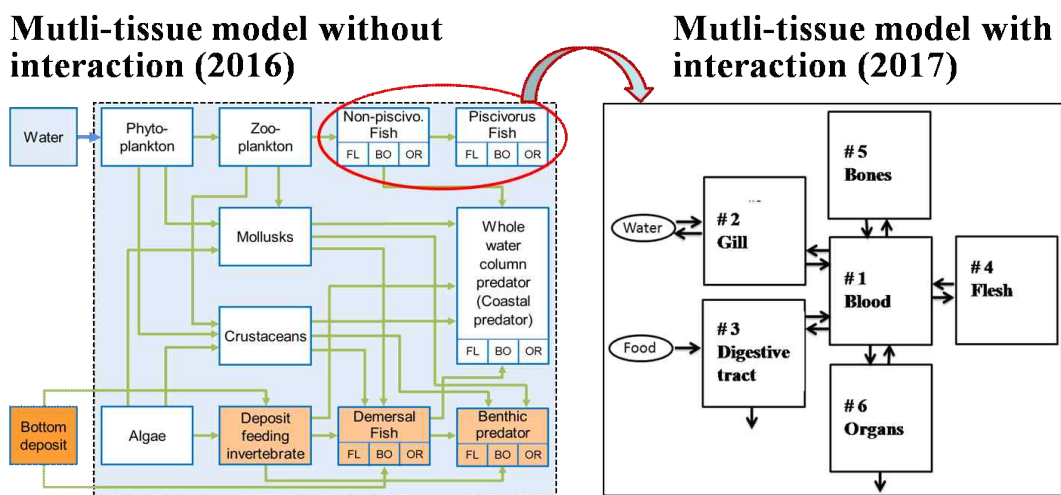 Mutli-tissue model without
interaction (2016)
Mutli-tissue model with
interaction (2017)
Water
Phyto-
plankton
Zoo-
plankton
Non-piscivo.
Fish
FL BO OR
Piscivorus
Fish
FL BO OR
Mollusks
Whole
water
column
predator
(Coastal
predator)
FL BO OR
Crustaceans
Bottom
deposit
Algae
Deposit
feeding
invertebrate
Demersal
Fish
FL BO OR
Benthic
predator
FL BO OR
# 5
Bones
Water
# 2
Gill
# 1
Blood
# 4
Flesh
Food
# 3
Digestive
tract
# 6
Organs